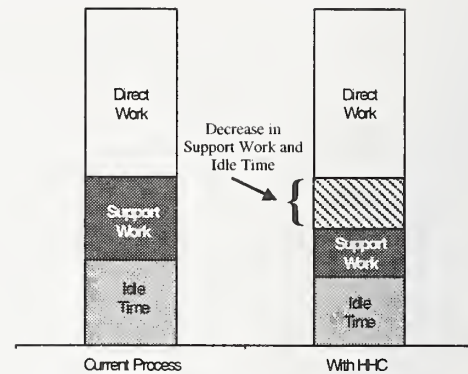 Direct
Work
Support
Work
Idle
Time
Current Process
Decrease in
Support Work and
Idle Time
Direct
Work
Support
Work
Idle
Time
With HHC